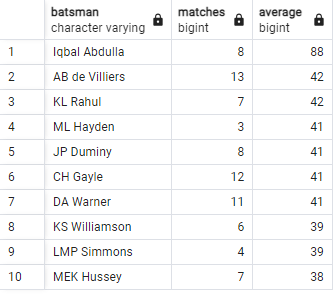 batsman matches average
character varying bigint bigint
1 Iqbal Abdulla 8 88
2 AB de Villiers 13 42
3 KL Rahul 7 42
4 ML Hayden 3 41
5 JP Duminy 8 41
6 CH Gayle 12 41
7 DA Warner 11 41
8 KS Williamson 6 39
9 LMP Simmons 4 39
10 MEK Hussey 7 38